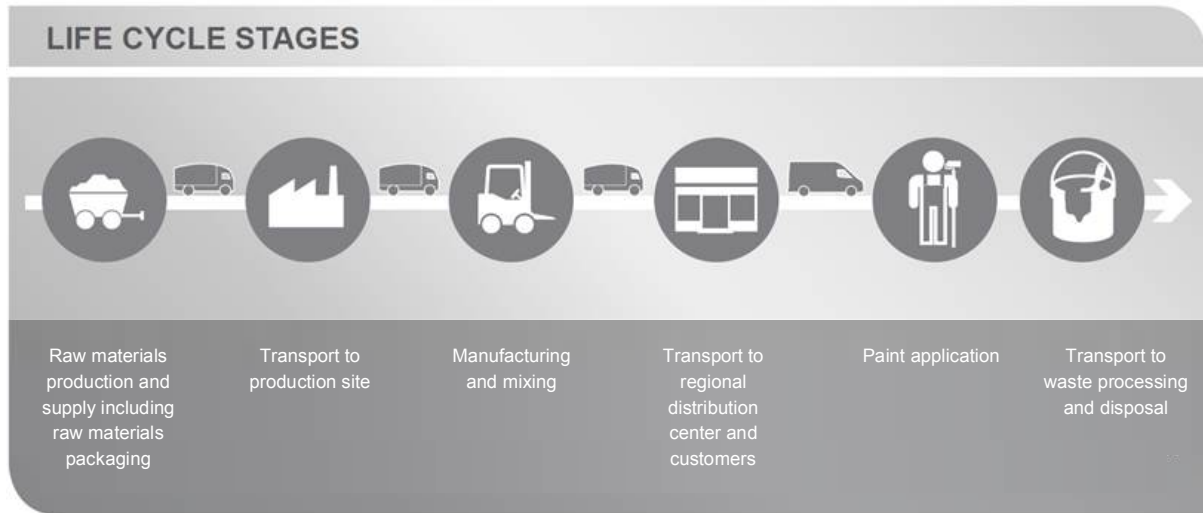 LIFE CYCLE STAGES
Raw materials
production and
supply including
raw materials
packaging
Transport to
production site
Manufacturing
and mixing
Transport to
regional
distribution
center and
customers
Paint application
Transport to
waste processing
and disposal